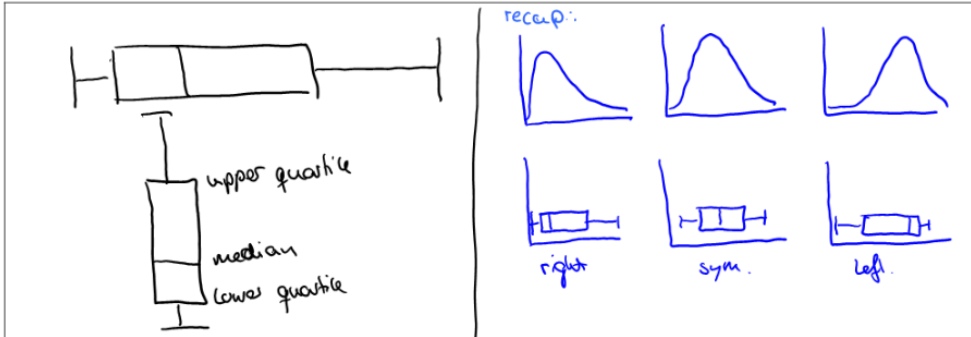 upper quartile
median
lower quartile
recap:
right
sym.
left.